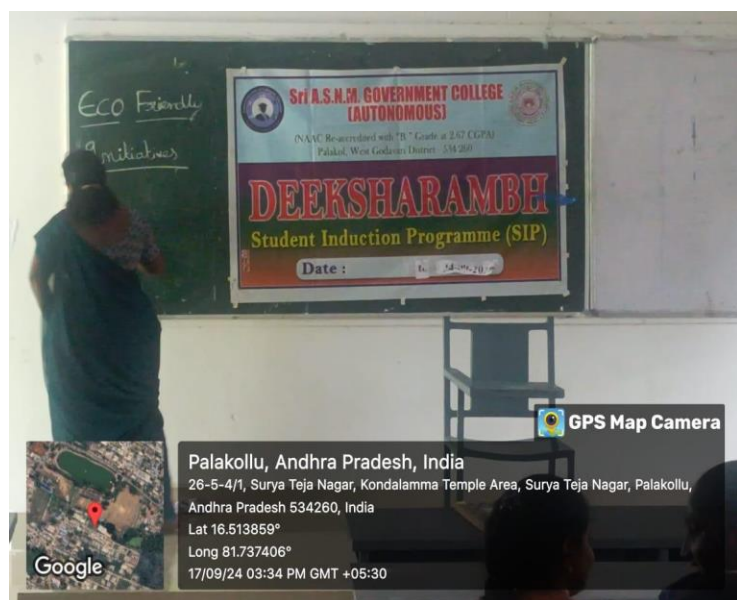 Eco Friendly
Initiatives
Sri A.S.N.M. GOVERNMENT COLLEGE
(AUTONOMOUS)
(NAAC Re-accredited with "B." Grade at 2.67 CGPA)
Palakol, West Godavari District - 534 260
DEEKSHARAMBH
Student Induction Programme (SIP)
Date :
GPS Map Camera
Palakollu, Andhra Pradesh, India
26-5-4/1, Surya Teja Nagar, Kondalamma Temple Area, Surya Teja Nagar, Palakollu,
Andhra Pradesh 534260, India
Lat 16.513859°
Long 81.737406°
17/09/24 03:34 PM GMT +05:30
Google